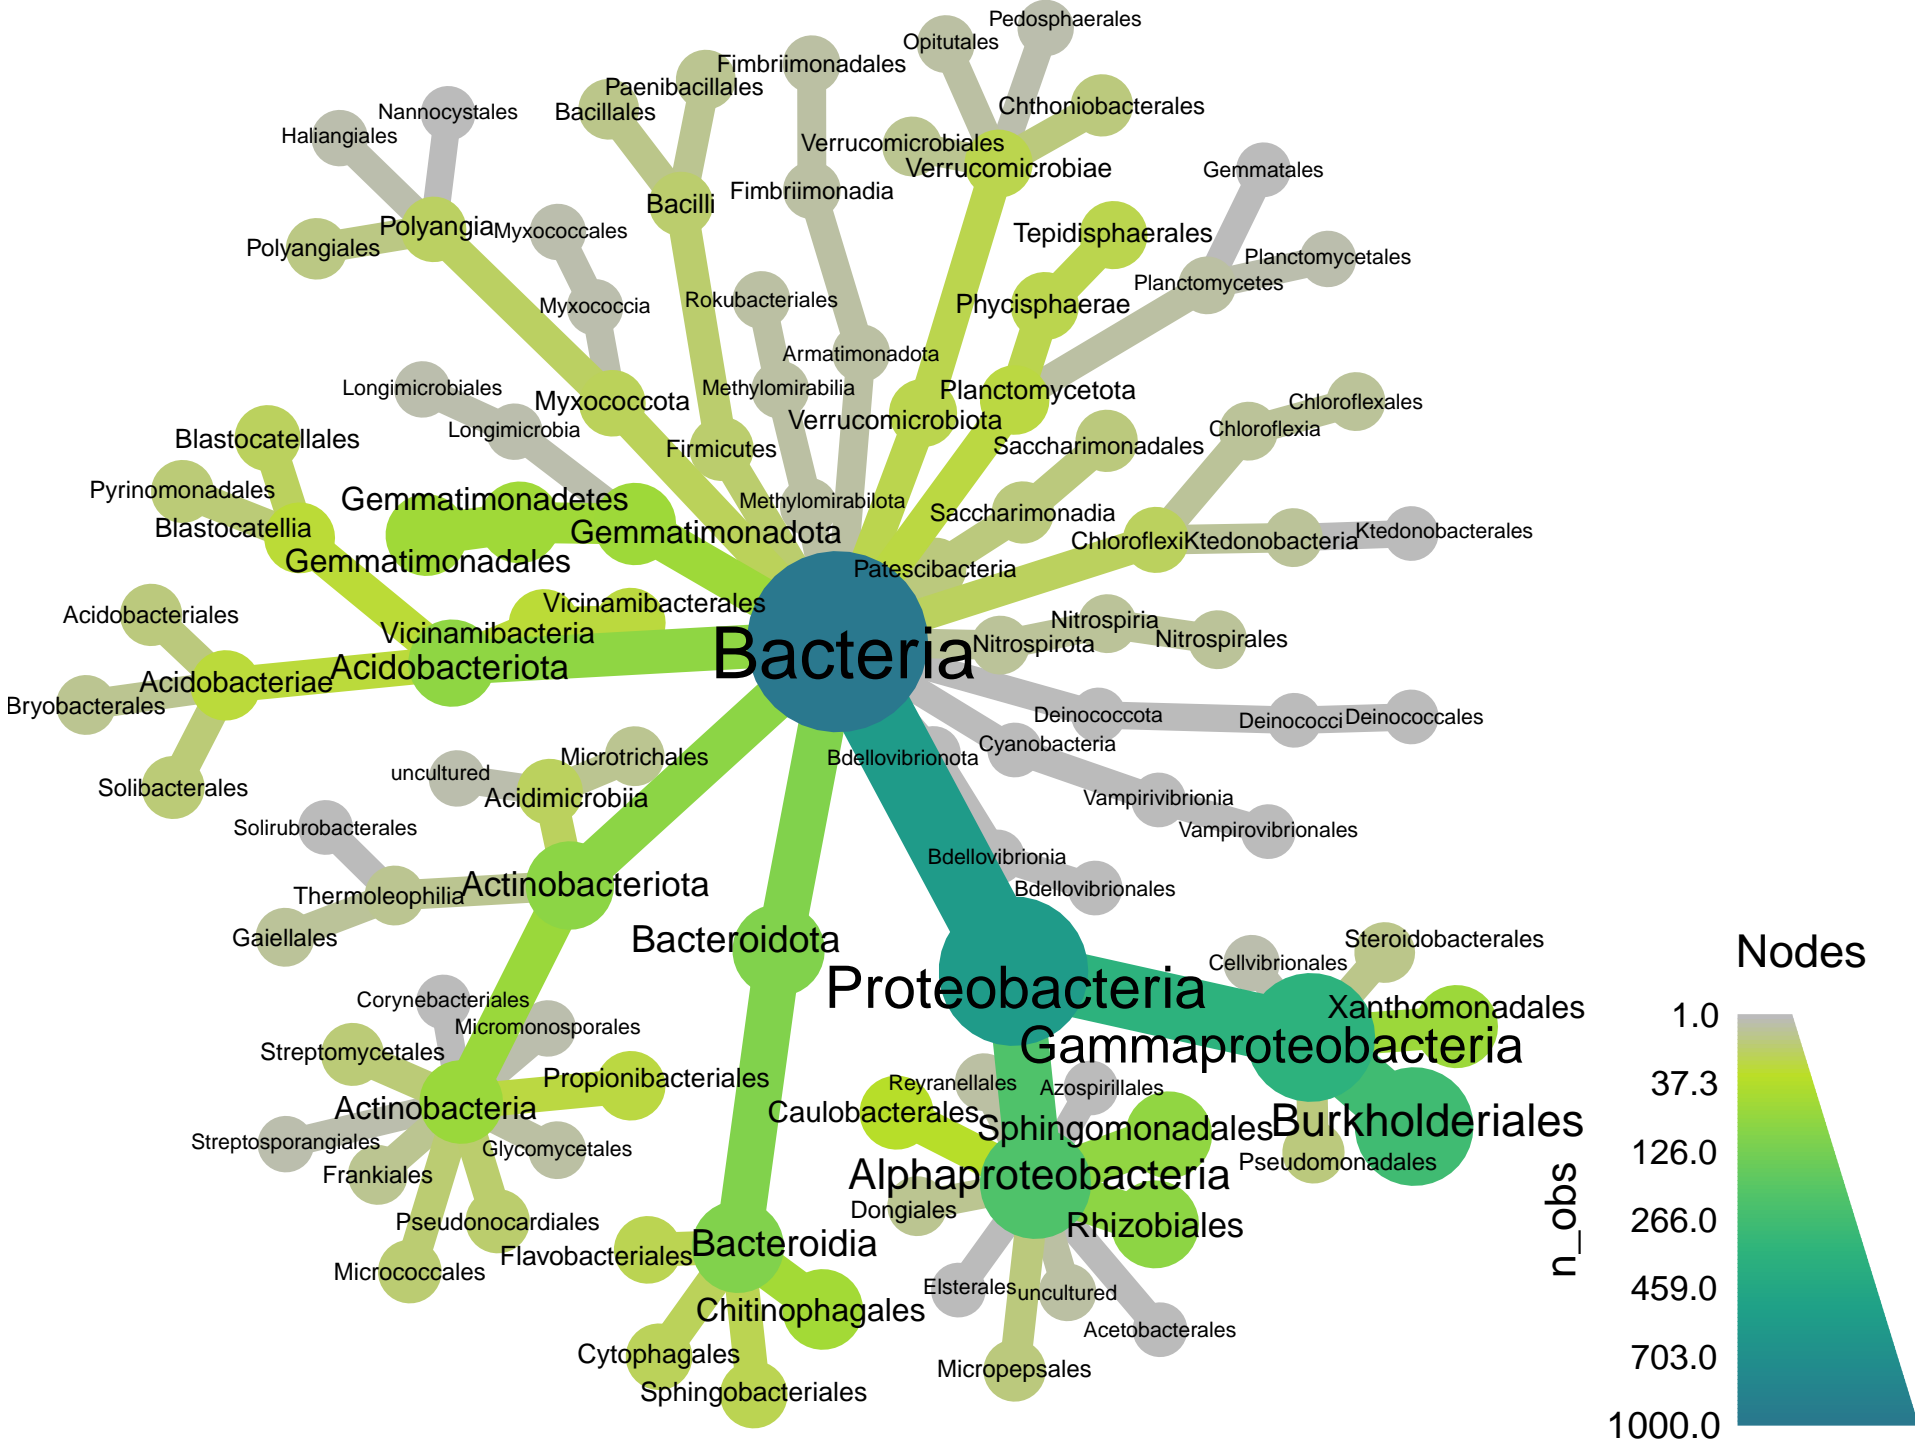 Pedosphaerales
Opitutales
Fimbriimonadales
Paenibacillales
Bacillales
Chthoniobacterales
Nannocystales
Haliangiales
Verrucomicrobiales
Verrucomicrobiae
Gemmatales
Fimbriimonadia
Bacilli
Polyangia
Myxococcales
Tepidisphaerales
Polyangiales
Planctomycetales
Planctomycetes
Rokubacteriales
Myxococcia
Phycisphaerae
Armatimonadota
Longimicrobiales
Methylomirabilia
Planctomycetota
Myxococcota
Chloroflexales
Verrucomicrobiota
Longimicrobia
Chloroflexia
Blastocatellales
Firmicutes
Saccharimonadales
Pyrinomonadales
Gemmatimonadetes
Methylomirabilota
Saccharimonadia
Blastocatellia
Gemmatimonadota
Chloroflexi
Ktedonobacteria
Ktedonobacterales
Gemmatimonadales
Patescibacteria
Vicinamibacterales
Acidobacteriales
Vicinamibacteria
Nitrospiria
Nitrospirota
Nitrospirales
Bacteria
Acidobacteriota
Acidobacteriae
Bryobacterales
Deinococcota
Deinococci
Deinococcales
Cyanobacteria
Microtrichales
Bdellovibrionota
uncultured
Solibacterales
Acidimicrobiia
Vampirivibrionia
Solirubrobacterales
Vampirovibrionales
Bdellovibrionia
Actinobacteriota
Thermoleophilia
Bdellovibrionales
Gaiellales
Bacteroidota
Steroidobacterales
Cellvibrionales
Nodes
Proteobacteria
Corynebacteriales
Xanthomonadales
1.0
Micromonosporales
Gammaproteobacteria
Streptomycetales
Propionibacteriales
Reyranellales
Azospirillales
37.3
Actinobacteria
Caulobacterales
Sphingomonadales
Burkholderiales
Streptosporangiales
Glycomycetales
126.0
Frankiales
Alphaproteobacteria
Pseudomonadales
Dongiales
n_obs
Pseudonocardiales
Rhizobiales
266.0
Flavobacteriales
Bacteroidia
Micrococcales
Elsterales
uncultured
459.0
Chitinophagales
Acetobacterales
Cytophagales
703.0
Micropepsales
Sphingobacteriales
1000.0